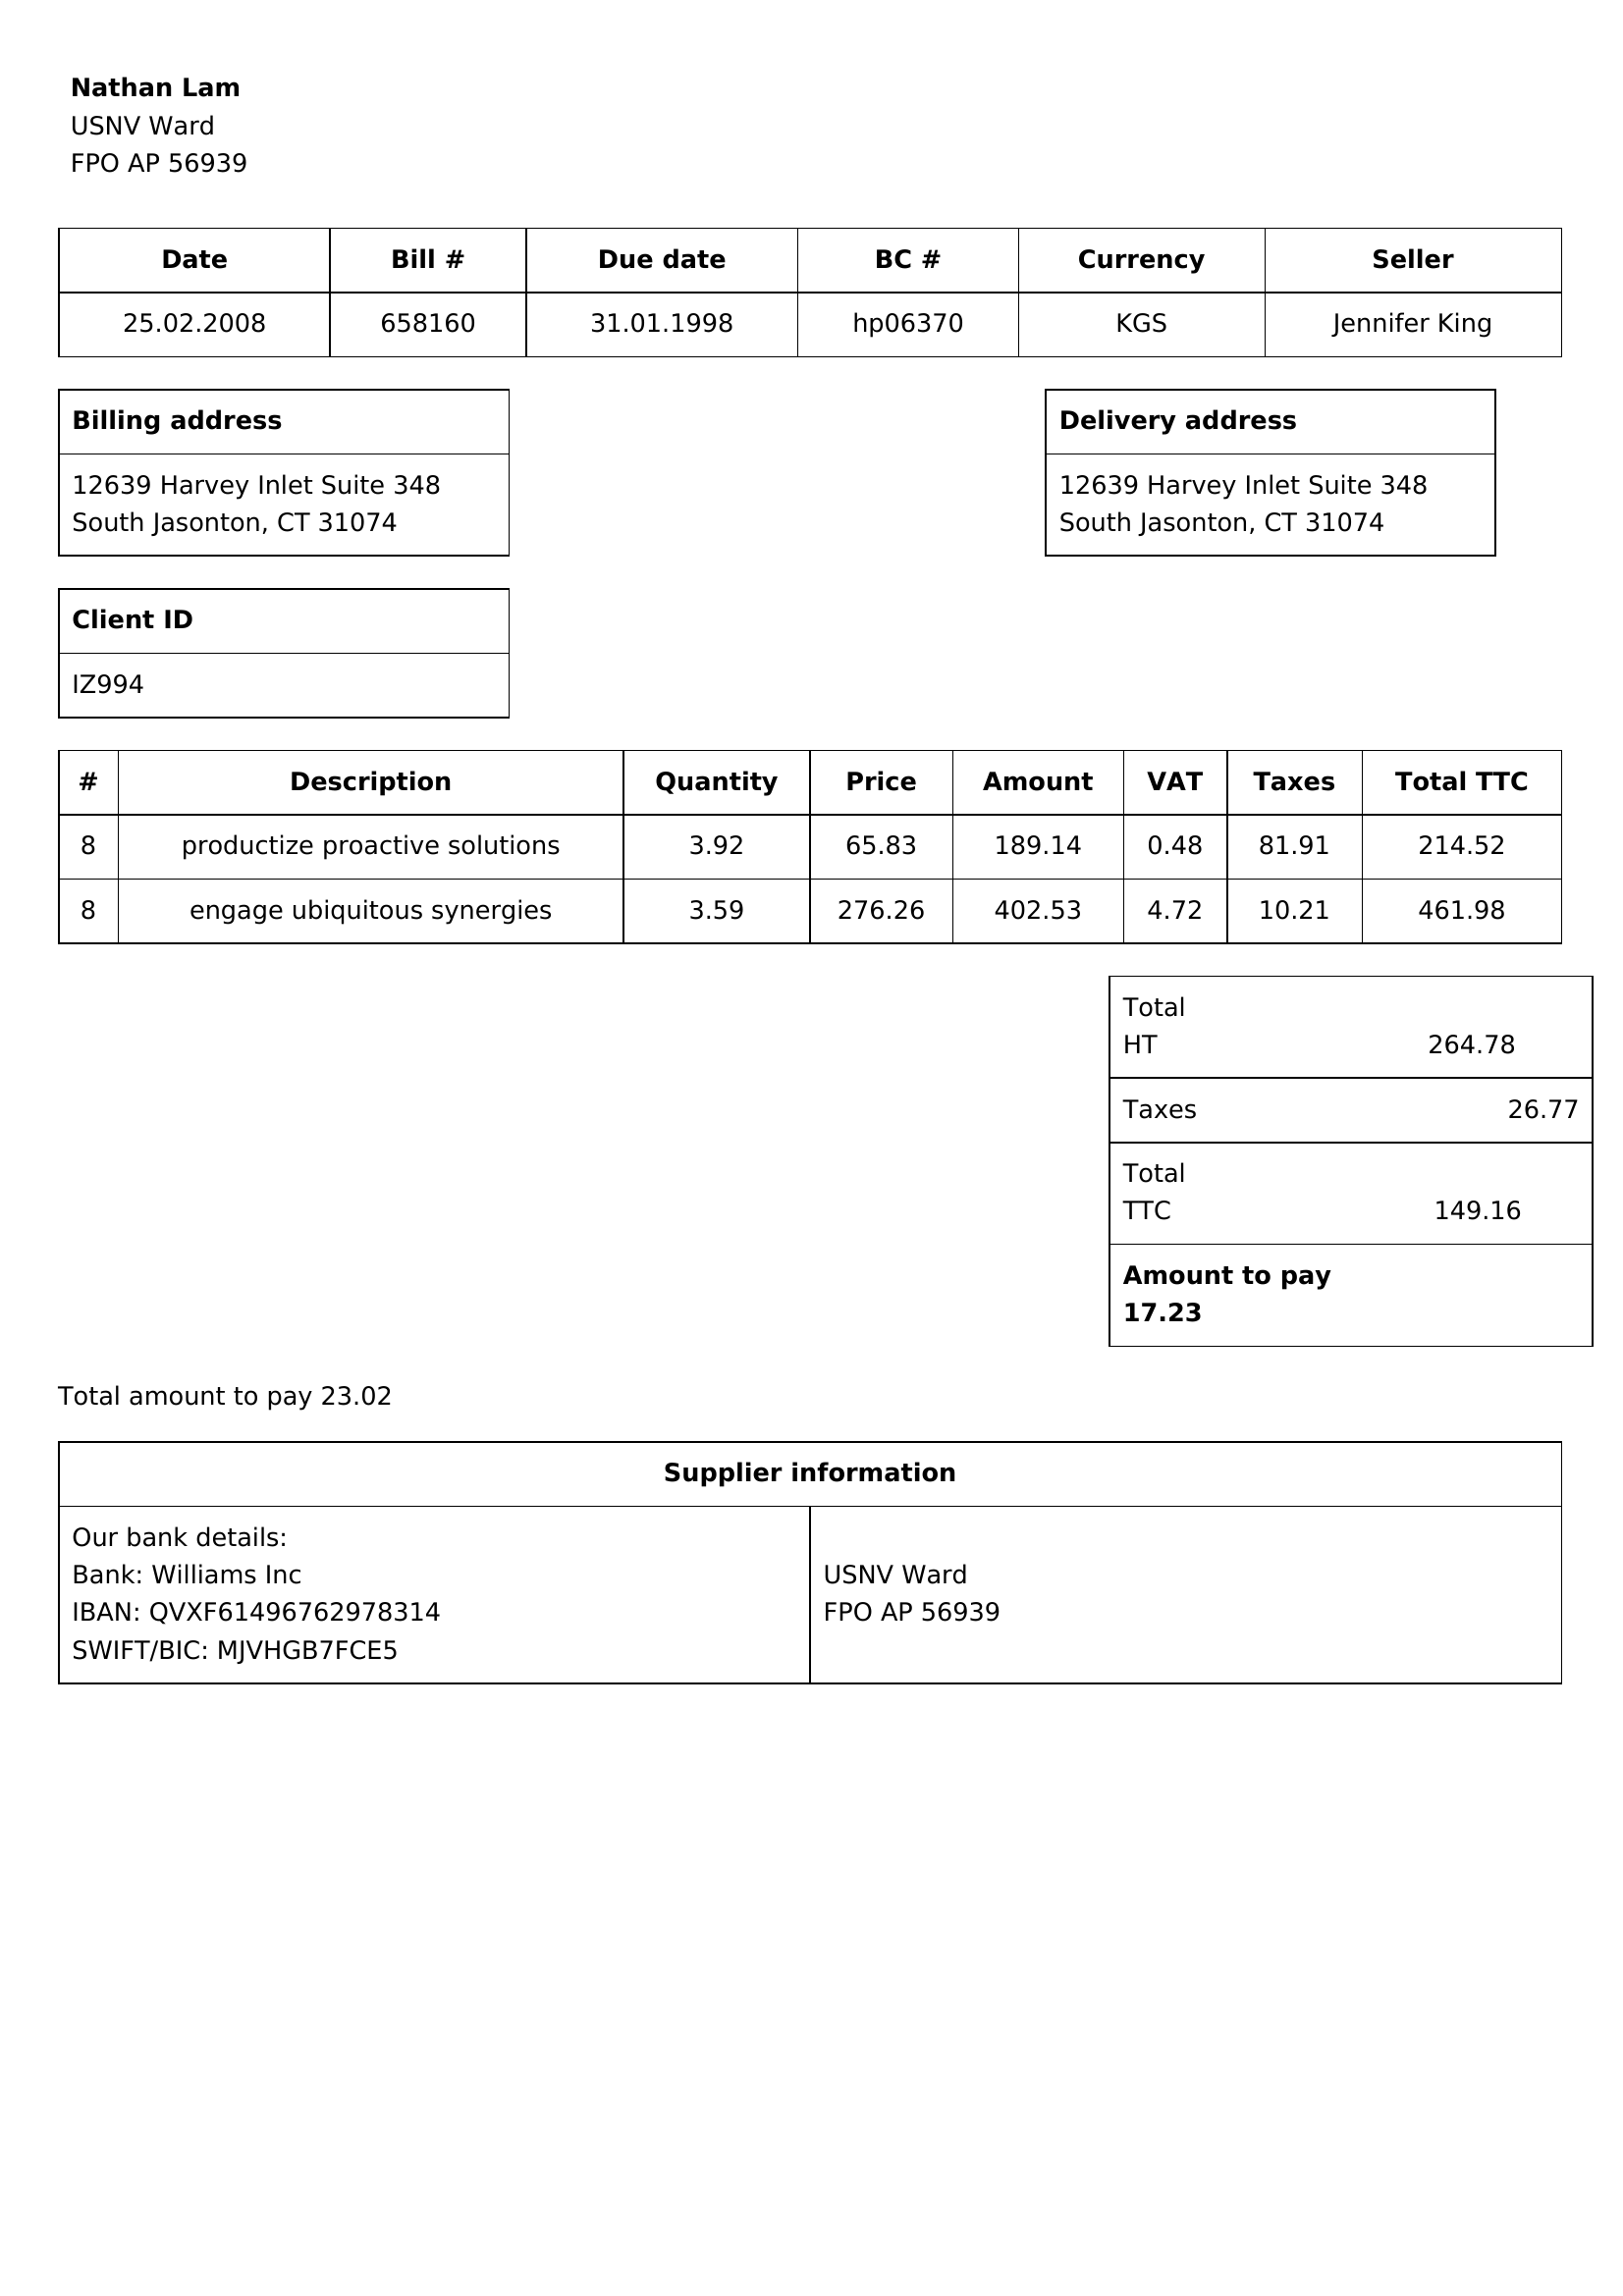 Nathan Lam
USNV Ward
FPO AP 56939
Date Bill # Due date BC # Currency Seller
25.02.2008 658160 31.01.1998 hp06370 KGS Jennifer King
Billing address
12639 Harvey Inlet Suite 348
South Jasonton, CT 31074
Delivery address
12639 Harvey Inlet Suite 348
South Jasonton, CT 31074
Client ID
IZ994
# Description Quantity Price Amount VAT Taxes Total TTC
8 productize proactive solutions 3.92 65.83 189.14 0.48 81.91 214.52
8 engage ubiquitous synergies 3.59 276.26 402.53 4.72 10.21 461.98
Total
HT 264.78
Taxes 26.77
Total
TTC 149.16
Amount to pay
17.23
Total amount to pay 23.02
Supplier information
Our bank details:
Bank: Williams Inc
IBAN: QVXF61496762978314
SWIFT/BIC: MJVHGB7FCE5
USNV Ward
FPO AP 56939